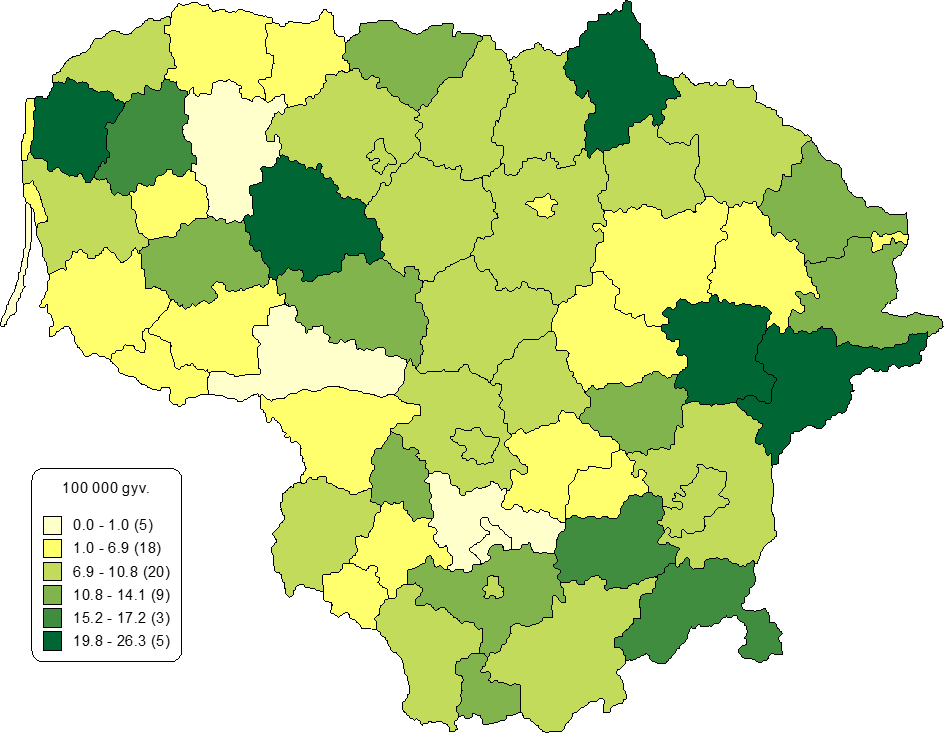 100 000 gyv.
0.0 - 1.0 (5)
1.0 - 6.9 (18)
6.9 - 10.8 (20)
10.8 - 14.1 (9)
15.2 - 17.2 (3)
19.8 - 26.3 (5)